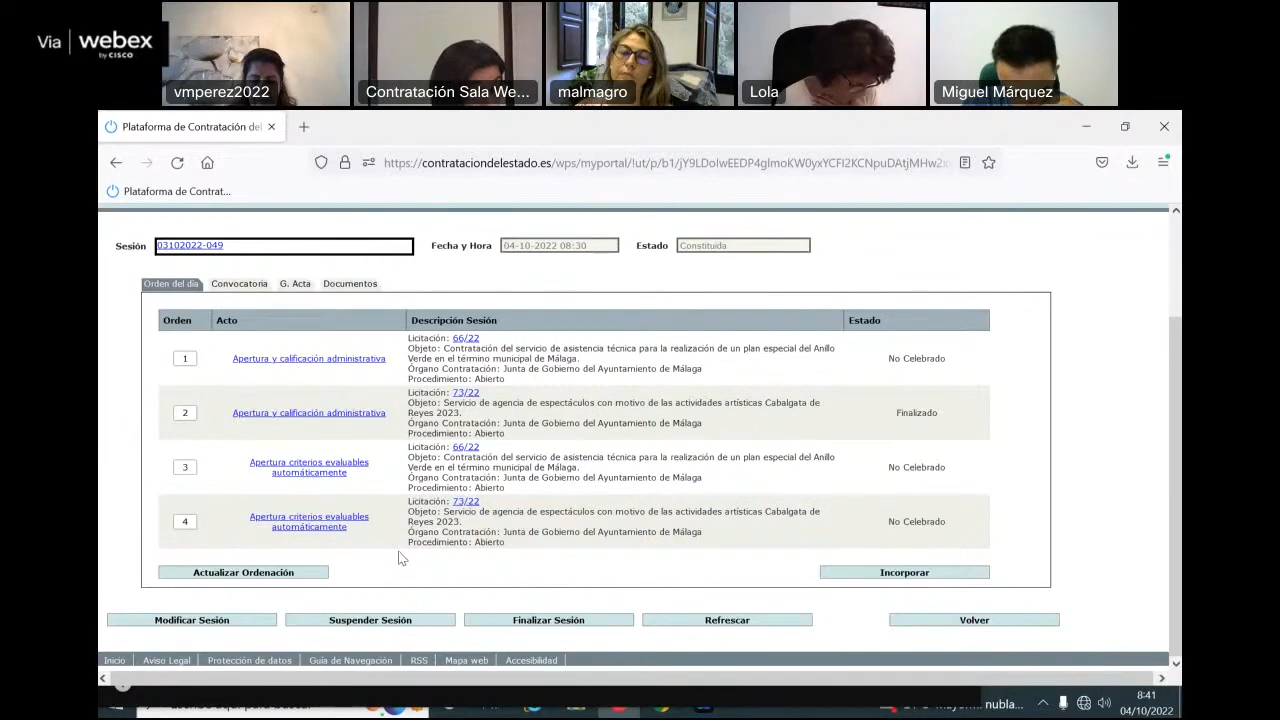 Via webex
by CISCO
vmperez2022
Contratación Sala We...
malmagro
Lola
Miguel Márquez
Plataforma de Contratación del
https://contrataciondelestado.es/wps/myportal/!ut/p/b1/
Plataforma de Contrat...
Sesión 03102022-049 Fecha y Hora 04-10-2022 08:30 Estado Constituida
Orden del día Convocatoria G. Acta Documentos
Orden Acto Descripción Sesión Estado
Licitación: 66/22
1 Apertura y calificación administrativa
Objeto: Contratación del servicio de asistencia técnica para la realización de un plan especial del Anillo
Verde en el término municipal de Málaga.
No Celebrado
Órgano Contratación: Junta de Gobierno del Ayuntamiento de Málaga
Procedimiento: Abierto
Licitación: 73/22
2 Apertura y calificación administrativa
Objeto: Servicio de agencia de espectáculos con motivo de las actividades artísticas Cabalgata de
Reyes 2023.
Finalizado
Órgano Contratación: Junta de Gobierno del Ayuntamiento de Málaga
Procedimiento: Abierto
Licitación: 66/22
3 Apertura criterios evaluables
automáticamente
Objeto: Contratación del servicio de asistencia técnica para la realización de un plan especial del Anillo
Verde en el término municipal de Málaga.
No Celebrado
Órgano Contratación: Junta de Gobierno del Ayuntamiento de Málaga
Procedimiento: Abierto
Licitación: 73/22
4 Apertura criterios evaluables
automáticamente
Objeto: Servicio de agencia de espectáculos con motivo de las actividades artísticas Cabalgata de
Reyes 2023.
No Celebrado
Órgano Contratación: Junta de Gobierno del Ayuntamiento de Málaga
Procedimiento: Abierto
Actualizar Ordenación Incorporar
Modificar Sesión Suspender Sesión Finalizar Sesión Refrescar Volver
Inicio Aviso Legal Protección de datos Guía de Navegación RSS Mapa web Accesibilidad
nubla...
8:41
04/10/2022